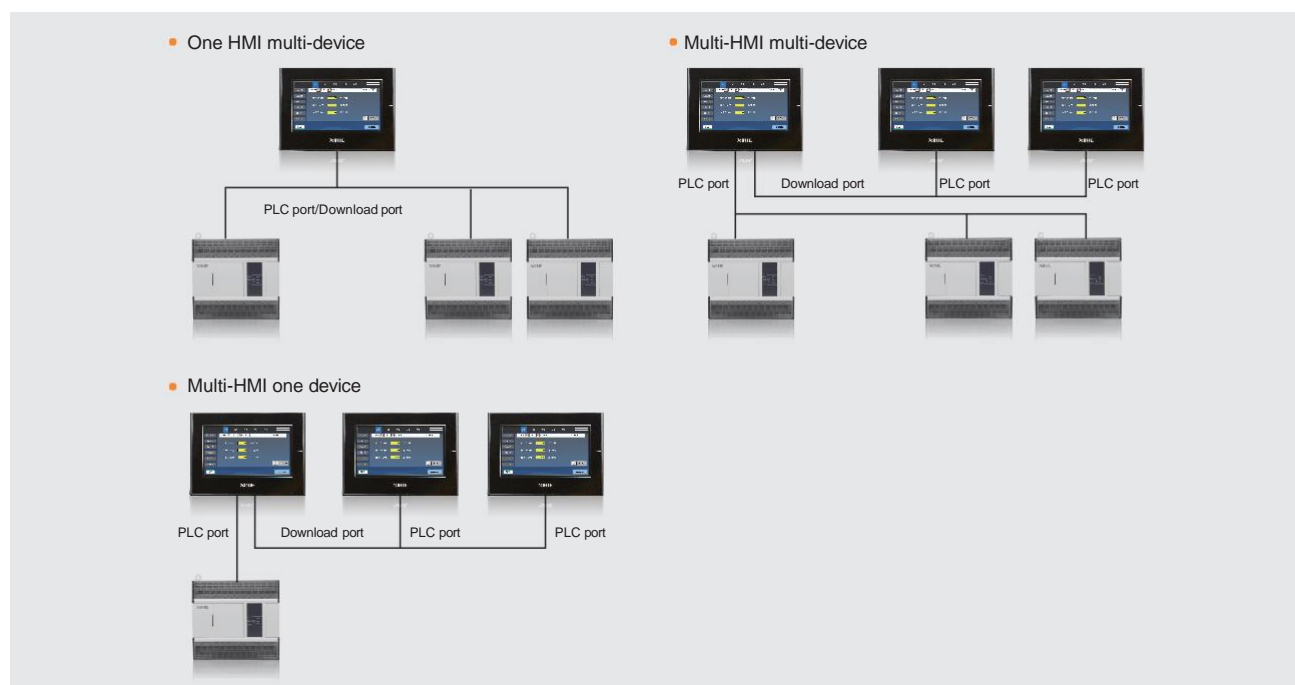 One HMI multi-device
Multi-HMI multi-device
PLC port/Download port
PLC port
Download port
PLC port
PLC port
Multi-HMI one device
PLC port
Download port
PLC port
PLC port